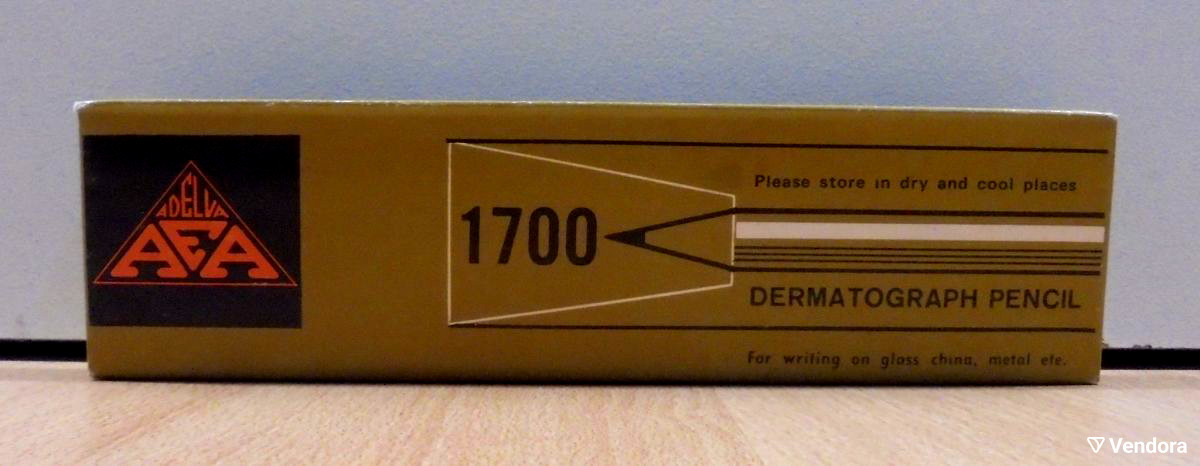 ADELVA
AEA
1700
Please store in dry and cool places
DERMATOGRAPH PENCIL
For writing on glass china, metal etc.
Vendora